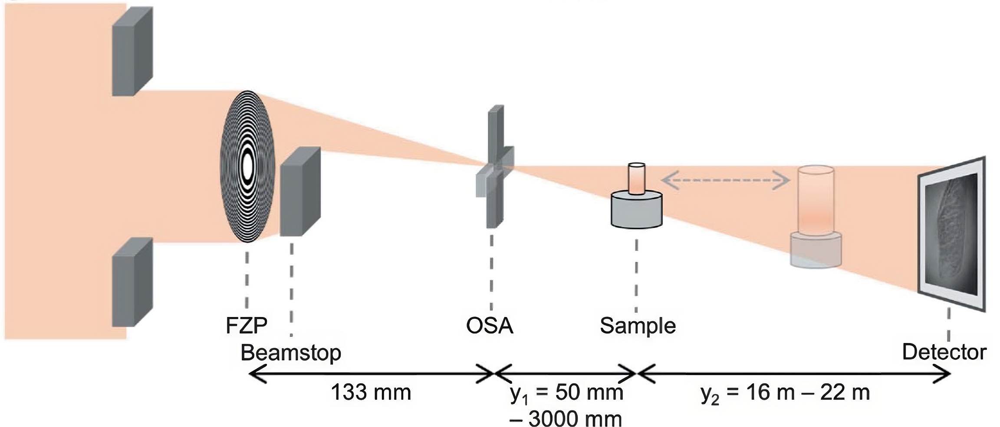 FZP
OSA
Sample
Beamstop
Detector
133 mm
y₁ = 50 mm
– 3000 mm
y₂ = 16 m – 22 m